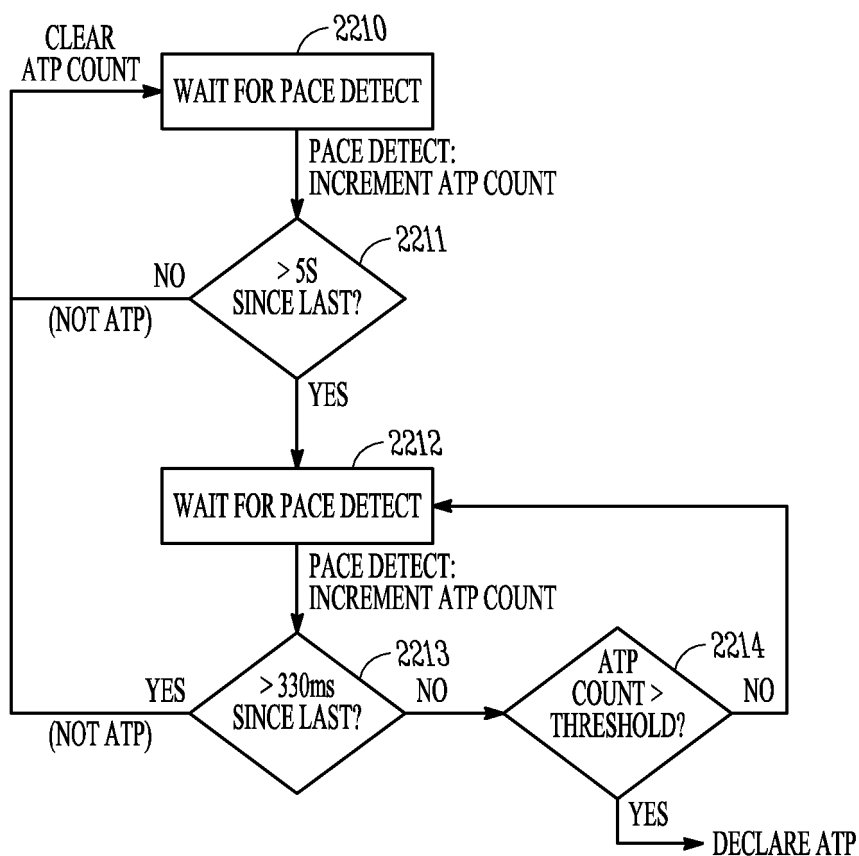 2210
CLEAR
ATP COUNT
WAIT FOR PACE DETECT
PACE DETECT:
INCREMENT ATP COUNT
2211
> 5S
SINCE LAST?
NO
(NOT ATP)
YES
2212
WAIT FOR PACE DETECT
PACE DETECT:
INCREMENT ATP COUNT
2213
> 330ms
SINCE LAST?
YES
(NOT ATP)
NO
2214
ATP
COUNT >
THRESHOLD?
NO
YES
DECLARE ATP